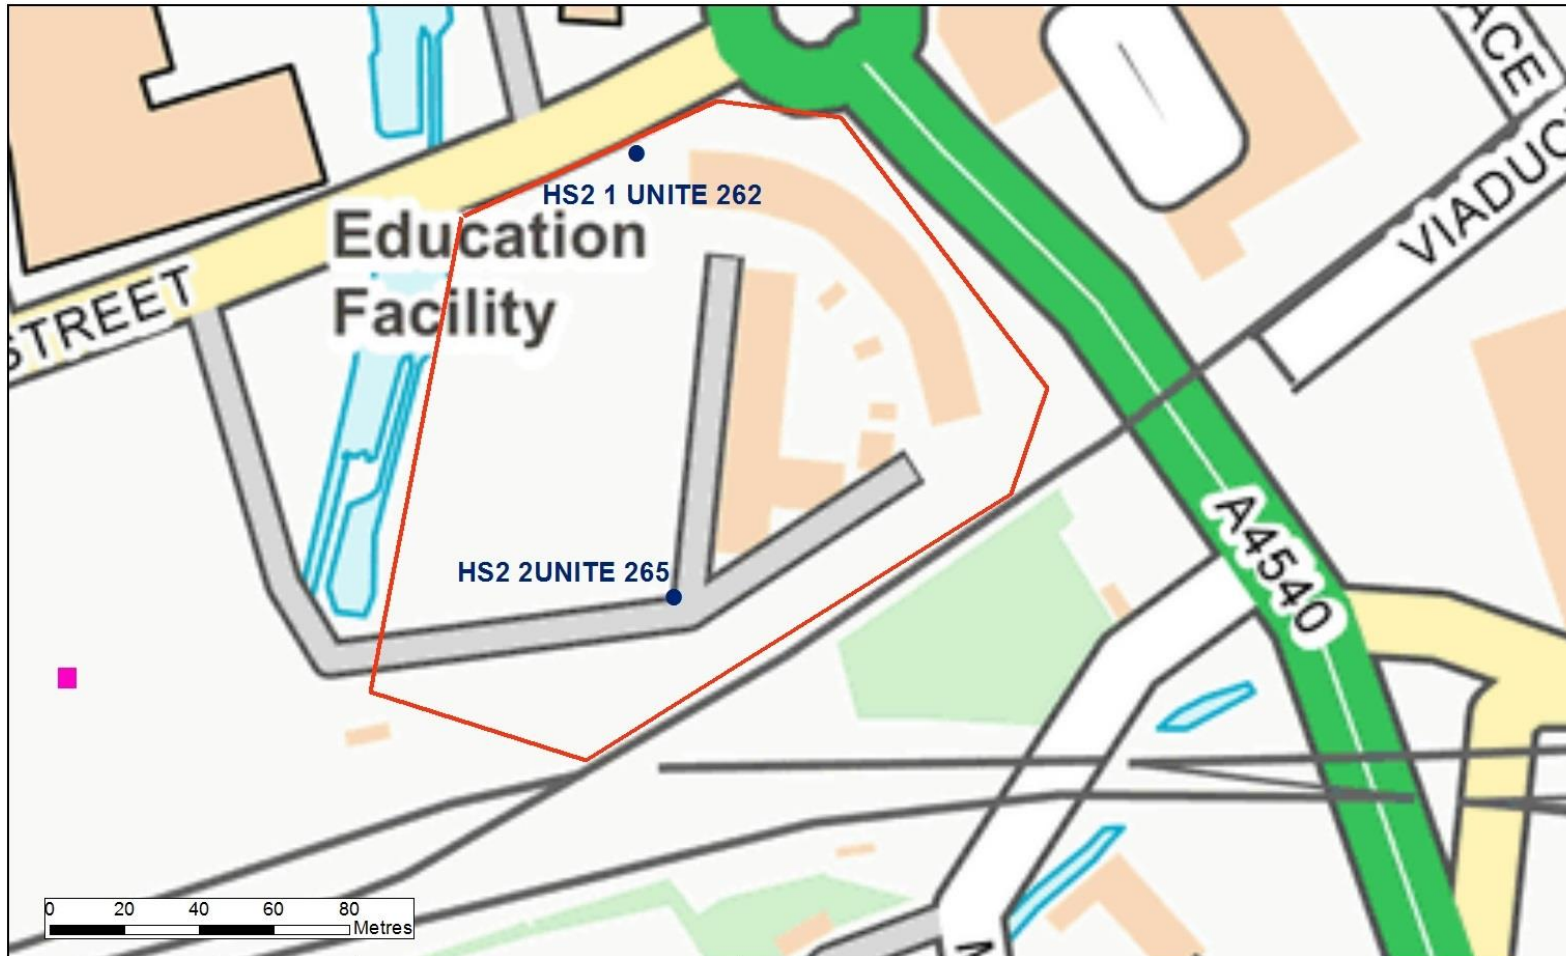 ACE
VIADUC
HS2 1 UNITE 262
Education
Facility
STREET
A4540
HS2 2UNITE 265
0 20 40 60 80
Metres